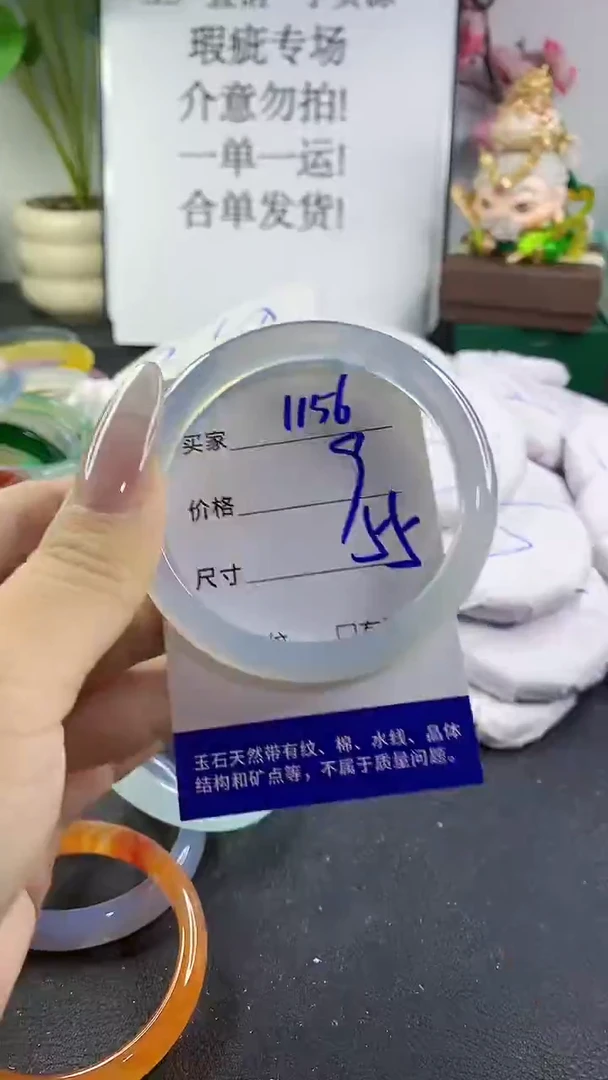 瑕疵专场
介意勿拍!
一单一运!
合单发货!
买家 1156
价格 9
尺寸 55
玉石天然带有纹、棉、水线、晶体
结构和矿点等，不属于质量问题。